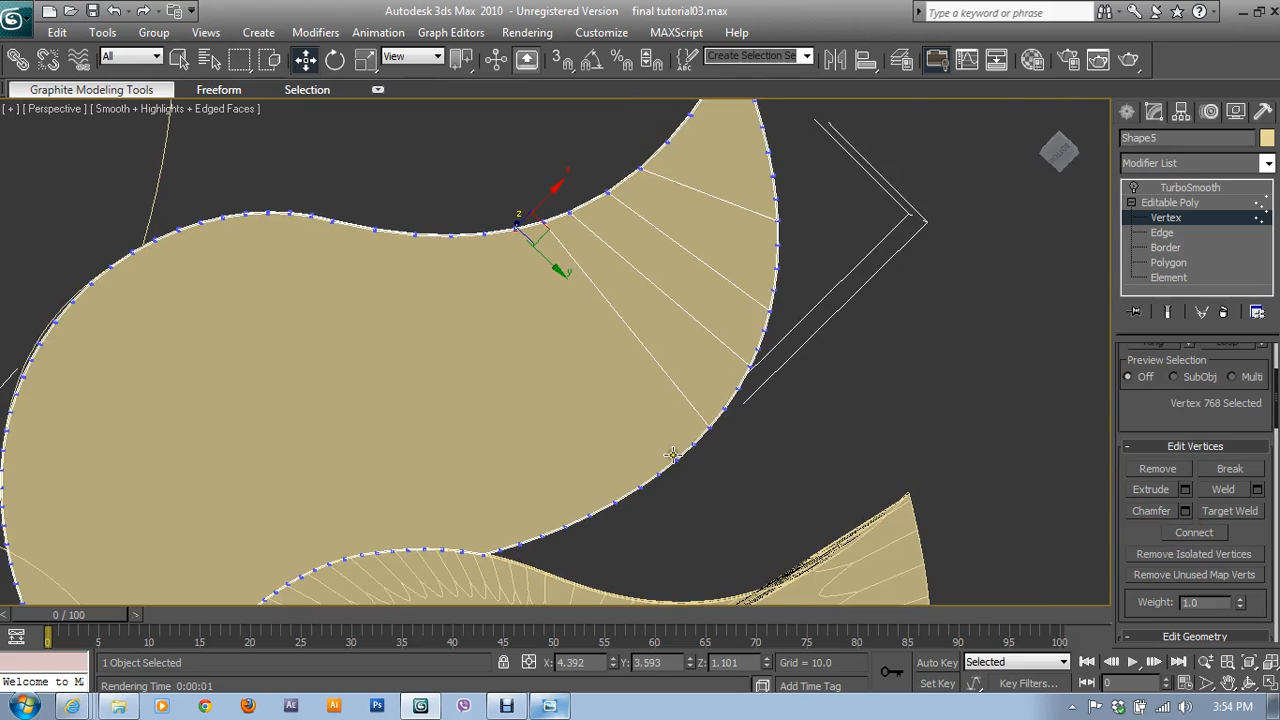 Autodesk 3ds Max 2010 - Unregistered Version final tutorial03.max
Type a keyword or phrase
Edit Tools Group Views Create Modifiers Animation Graph Editors Rendering Customize MAXScript Help
All View Create Selection Se
Graphite Modeling Tools Freeform Selection
[ + ] [ Perspective ] [ Smooth + Highlights + Edged Faces ]
BOTTOM
x
z
y
Shape5
Modifier List
TurboSmooth
Editable Poly
Vertex
Edge
Border
Polygon
Element
Preview Selection
Off SubObj Multi
Vertex 768 Selected
Edit Vertices
Remove Break
Extrude Weld
Chamfer Target Weld
Connect
Remove Isolated Vertices
Remove Unused Map Verts
Weight: 1.0
Edit Geometry
0 / 100
0 5 10 15 20 25 30 35 40 45 50 55 60 65 70 75 80 85 90 95 100
1 Object Selected X: 4.392 Y: 3.593 Z: 1.101 Grid = 10.0 Auto Key Selected
Welcome to M Rendering Time 0:00:01 Add Time Tag Set Key Key Filters... 0
Ae Ai Ps 3:54 PM